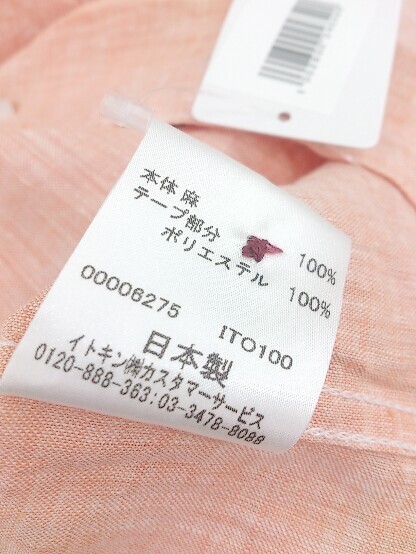 本体 麻 100%
テープ部分
ポリエステル 100%
00006275 ITO100
日本製
イトキン㈱カスタマーサービス
0120-888-363:03-3478-8088